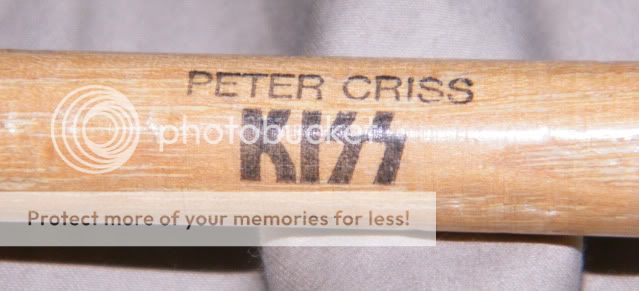 PETER CRISS
photobucket
KISS
Protect more of your memories for less!